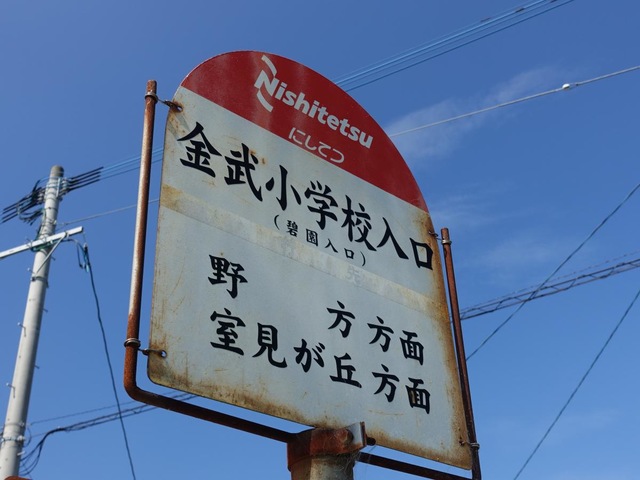 Nishitetsu
にしてつ
金武小学校入口
(碧園入口)
野 方方面
室見が丘方面